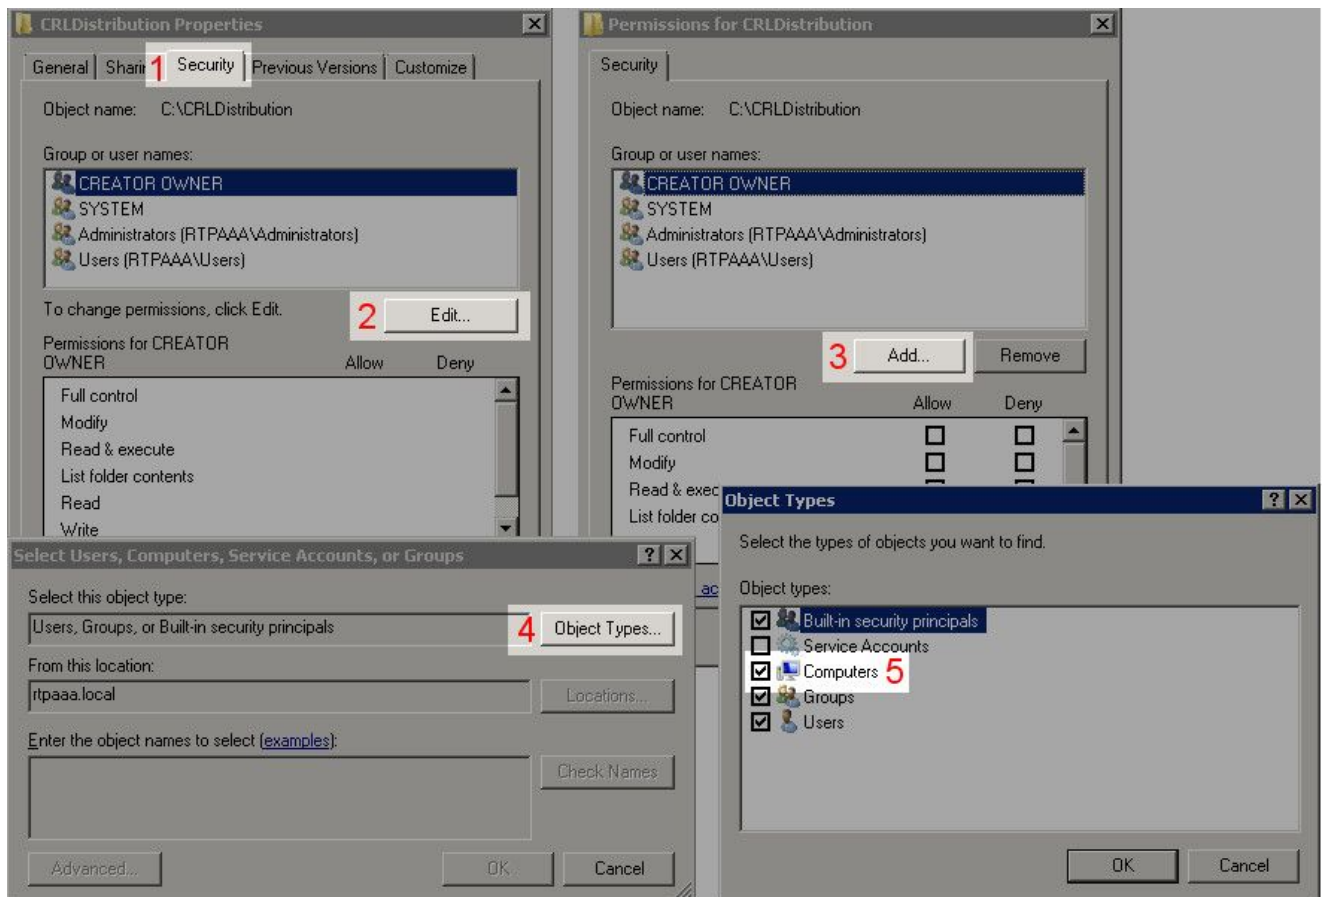 CRLDistribution Properties
General
1
Security
Previous Versions
Customize
Object name: C:\CRLDistribution
Group or user names:
CREATOR OWNER
SYSTEM
Administrators (RTPAAA\Administrators)
Users (RTPAAA\Users)
To change permissions, click Edit.
2
Edit...
Permissions for CREATOR
OWNER Allow Deny
Full control
Modify
Read & execute
List folder contents
Read
Write
Permissions for CRLDistribution
Security
Object name: C:\CRLDistribution
Group or user names:
CREATOR OWNER
SYSTEM
Administrators (RTPAAA\Administrators)
Users (RTPAAA\Users)
3
Add...
Remove
Permissions for CREATOR
OWNER Allow Deny
Full control
Modify
Read &
List folder
Select Users, Computers, Service Accounts, or Groups
Select this object type:
Users, Groups, or Built-in security principals
4
Object Types...
From this location:
rtpaaa.local
Locations...
Enter the object names to select (examples):
Check Names
Advanced...
OK
Cancel
Object Types
Select the types of objects you want to find.
Object types:
Built-in security principals
Service Accounts
Computers 5
Groups
Users
OK
Cancel